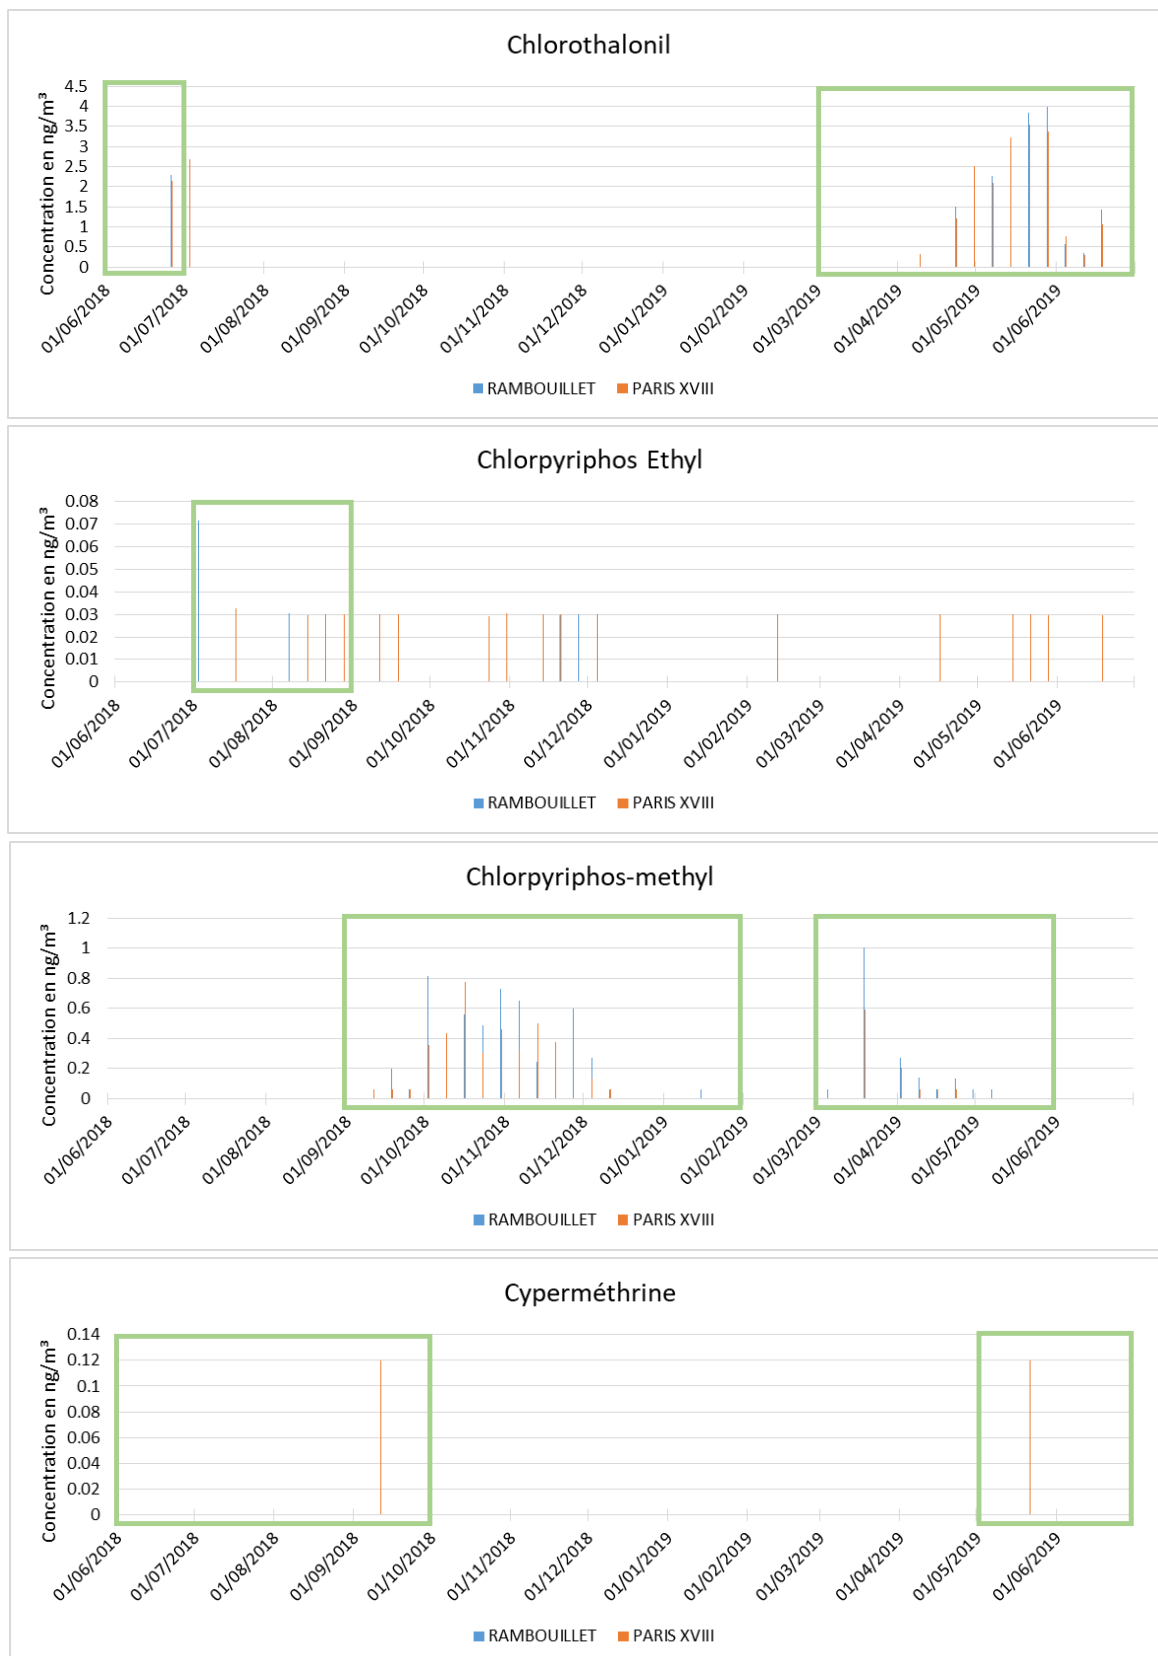 Chlorothalonil
Concentration en ng/m³
4.5
4
3.5
3
2.5
2
1.5
1
0.5
0
01/06/2018 01/07/2018 01/08/2018 01/09/2018 01/10/2018 01/11/2018 01/12/2018 01/01/2019 01/02/2019 01/03/2019 01/04/2019 01/05/2019 01/06/2019
RAMBOUILLET PARIS XVIII
Chlorpyriphos Ethyl
Concentration en ng/m³
0.08
0.07
0.06
0.05
0.04
0.03
0.02
0.01
0
01/06/2018 01/07/2018 01/08/2018 01/09/2018 01/10/2018 01/11/2018 01/12/2018 01/01/2019 01/02/2019 01/03/2019 01/04/2019 01/05/2019 01/06/2019
RAMBOUILLET PARIS XVIII
Chlorpyriphos-methyl
Concentration en ng/m³
1.2
1
0.8
0.6
0.4
0.2
0
01/06/2018 01/07/2018 01/08/2018 01/09/2018 01/10/2018 01/11/2018 01/12/2018 01/01/2019 01/02/2019 01/03/2019 01/04/2019 01/05/2019 01/06/2019
RAMBOUILLET PARIS XVIII
Cyperméthrine
Concentration en ng/m³
0.14
0.12
0.1
0.08
0.06
0.04
0.02
0
01/06/2018 01/07/2018 01/08/2018 01/09/2018 01/10/2018 01/11/2018 01/12/2018 01/01/2019 01/02/2019 01/03/2019 01/04/2019 01/05/2019 01/06/2019
RAMBOUILLET PARIS XVIII